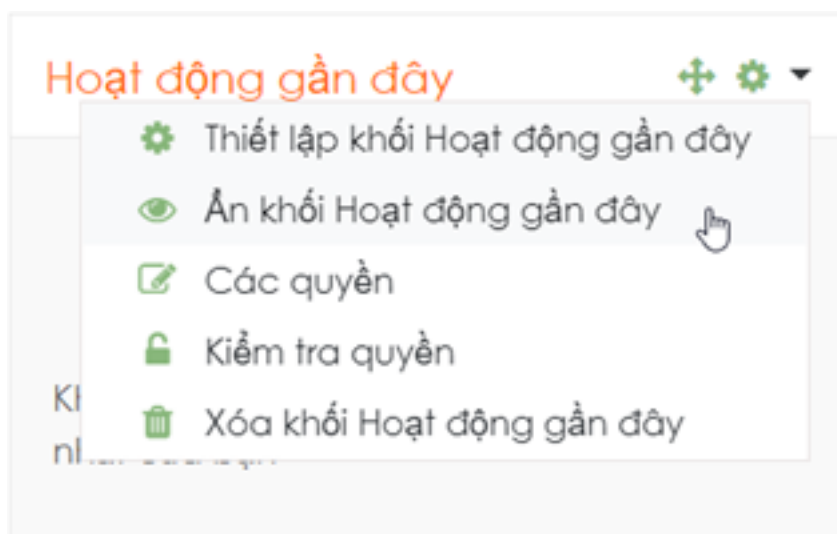 Hoạt động gần đây
Thiết lập khối Hoạt động gần đây
Ẩn khối Hoạt động gần đây
Các quyền
Kiểm tra quyền
Xóa khối Hoạt động gần đây